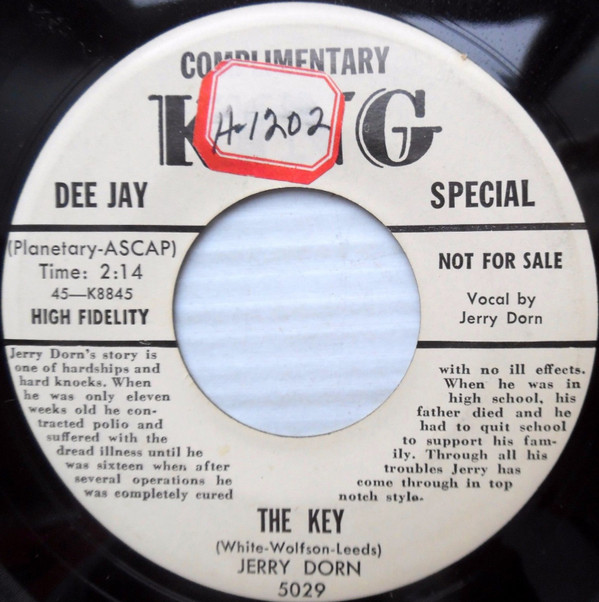 COMPLIMENTARY
KING
A-1202
DEE JAY
SPECIAL
(Planetary-ASCAP)
Time: 2:14
45—K8845
HIGH FIDELITY
NOT FOR SALE
Vocal by
Jerry Dorn
Jerry Dorn's story is
one of hardships and
hard knocks. When
he was only eleven
weeks old he con-
tracted polio and
suffered with the
dread illness until he
was sixteen when after
several operations he
was completely cured
with no ill effects.
When he was in
high school, his
father died and he
had to quit school
to support his fam-
ily. Through all his
troubles Jerry has
come through in top
notch style.
THE KEY
(White-Wolfson-Leeds)
JERRY DORN
5029